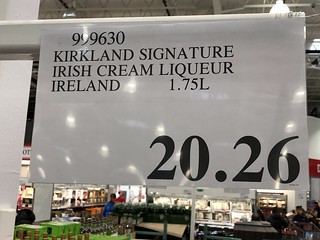 999630
KIRKLAND SIGNATURE
IRISH CREAM LIQUEUR
IRELAND 1.75L
20.26